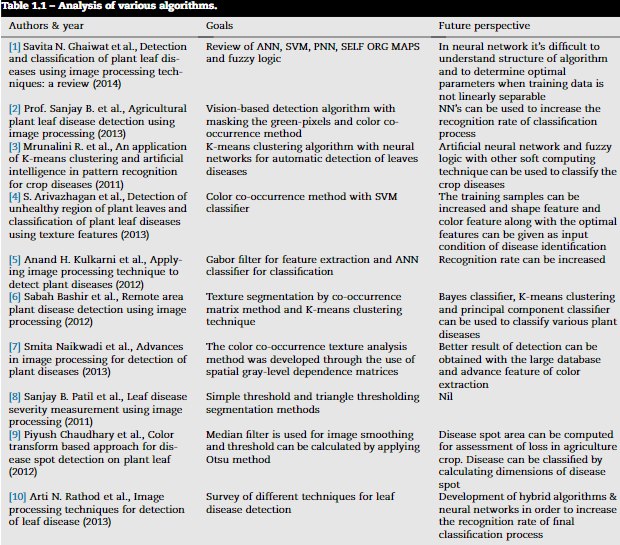 Table 1.1 – Analysis of various algorithms.
Authors & year Goals Future perspective
[1] Savita N. Ghaiwat et al., Detection Review of ANN, SVM, PNN, SELF ORG MAPS In neural network it's difficult to
and classification of plant leaf dis- and fuzzy logic understand structure of algorithm
eases using image processing tech- and to determine optimal
niques: a review (2014) parameters when training data is
not linearly separable
[2] Prof. Sanjay B. et al., Agricultural Vision-based detection algorithm with NN's can be used to increase the
plant leaf disease detection using masking the green-pixels and color co- recognition rate of classification
image processing (2013) occurrence method process
[3] Mrunalini R. et al., An application K-means clustering algorithm with neural Artificial neural network and fuzzy
of K-means clustering and artificial networks for automatic detection of leaves logic with other soft computing
intelligence in pattern recognition diseases technique can be used to classify the
for crop diseases (2011) crop diseases
[4] S. Arivazhagan et al., Detection of Color co-occurrence method with SVM The training samples can be
unhealthy region of plant leaves and classifier increased and shape feature and
classification of plant leaf diseases color feature along with the optimal
using texture features (2013) features can be given as input
condition of disease identification
[5] Anand H. Kulkarni et al., Apply- Gabor filter for feature extraction and ANN Recognition rate can be increased
ing image processing technique to classifier for classification
detect plant diseases (2012)
[6] Sabah Bashir et al., Remote area Texture segmentation by co-occurrence Bayes classifier, K-means clustering
plant disease detection using image matrix method and K-means clustering and principal component classifier
processing (2012) technique can be used to classify various plant
diseases
[7] Smita Naikwadi et al., Advances The color co-occurrence texture analysis Better result of detection can be
in image processing for detection of method was developed through the use of obtained with the large database
plant diseases (2013) spatial gray-level dependence matrices and advance feature of color
extraction
[8] Sanjay B. Patil et al., Leaf disease Simple threshold and triangle thresholding Nil
severity measurement using image segmentation methods
processing (2011)
[9] Piyush Chaudhary et al., Color Median filter is used for image smoothing Disease spot area can be computed
transform based approach for dis- and threshold can be calculated by applying for assessment of loss in agriculture
ease spot detection on plant leaf Otsu method crop. Disease can be classified by
(2012) calculating dimensions of disease
spot
[10] Arti N. Rathod et al., Image Survey of different techniques for leaf Development of hybrid algorithms &
processing techniques for detection disease detection neural networks in order to increase
of leaf disease (2013) the recognition rate of final
classification process